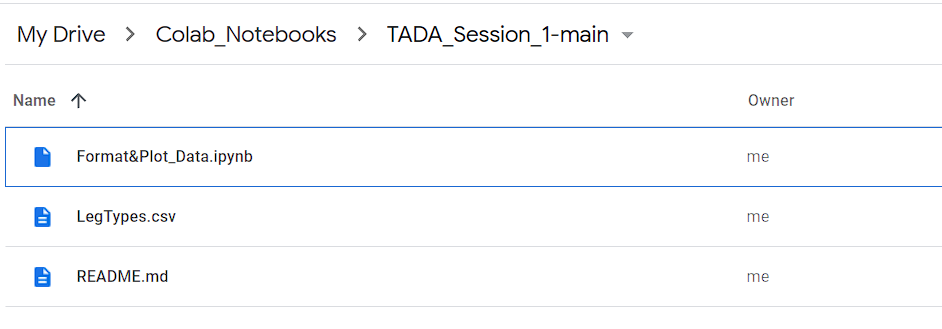 My Drive > Colab_Notebooks > TADA_Session_1-main
Name Owner
Format&Plot_Data.ipynb me
LegTypes.csv me
README.md me